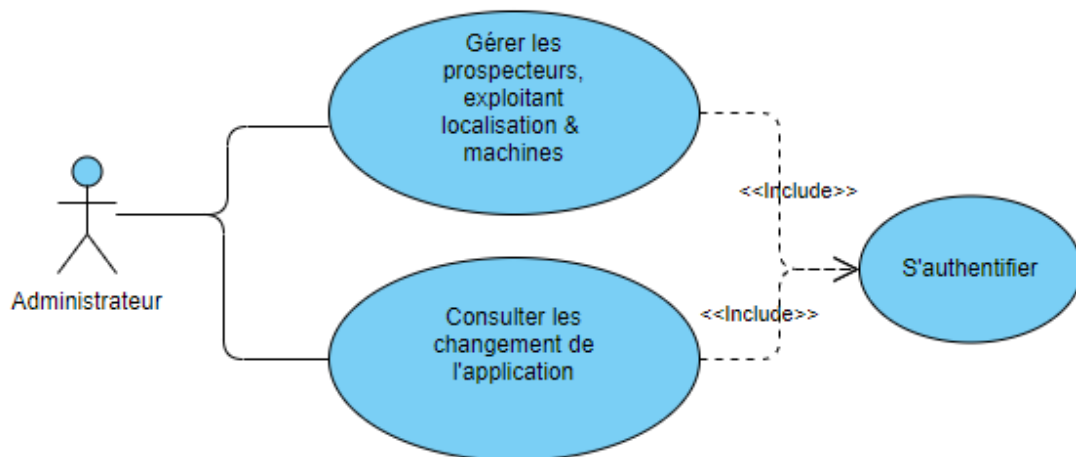 Gérer les
prospecteurs,
exploitant
localisation &
machines
<<Include>>
S'authentifier
Administrateur
<<Include>>
Consulter les
changement de
l'application